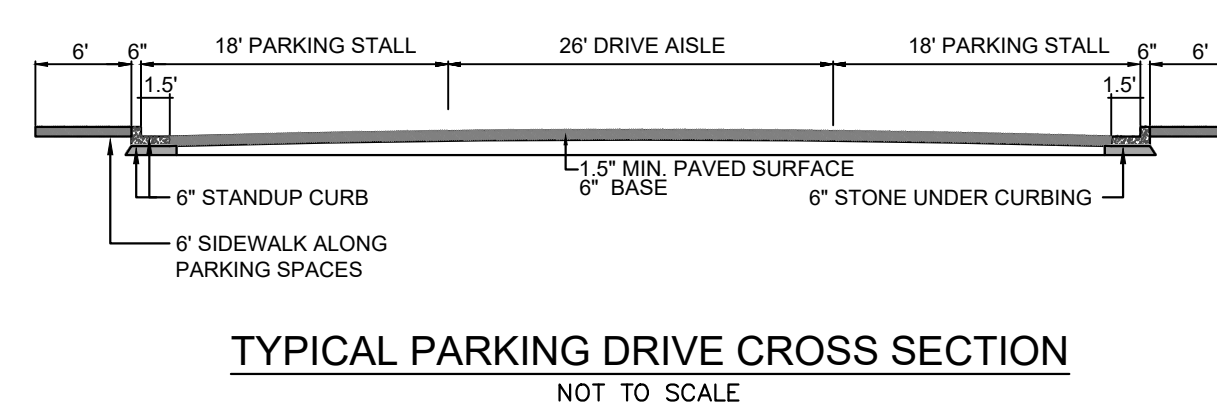 6' 6" 18' PARKING STALL 26' DRIVE AISLE 18' PARKING STALL 6" 6'
1.5' 1.5'
1.5" MIN. PAVED SURFACE
6" BASE
6" STANDUP CURB
6" STONE UNDER CURBING
6' SIDEWALK ALONG
PARKING SPACES
TYPICAL PARKING DRIVE CROSS SECTION
NOT TO SCALE